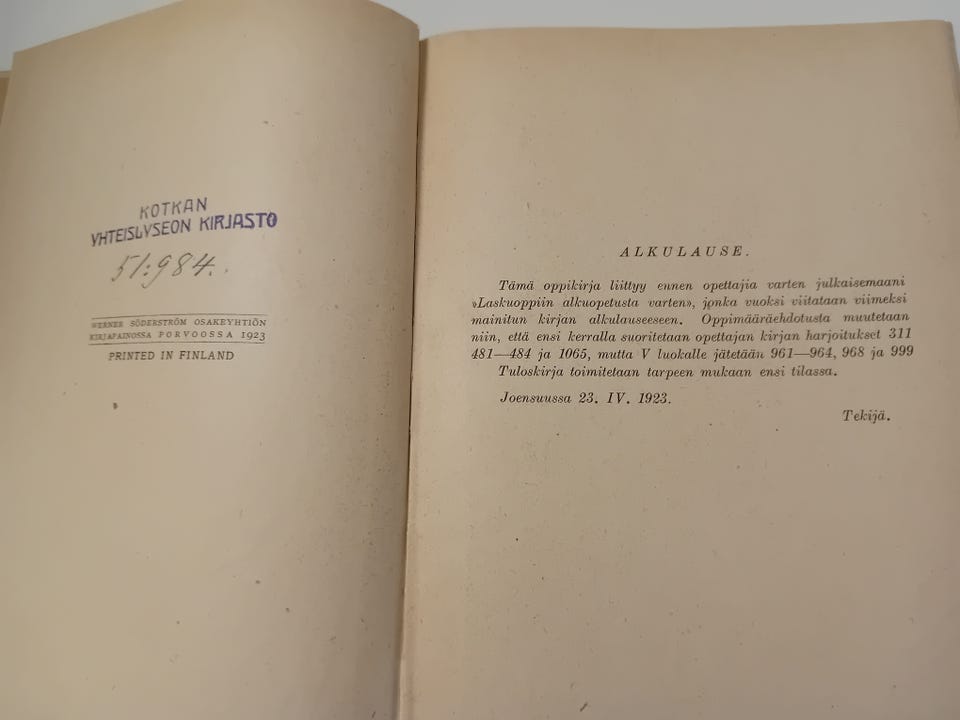 KOTKAN
YHTEISLYSEON KIRJASTO
51:984.
WERNER SÖDERSTRÖM OSAKEYHTIÖN
KIRJAPAINOSSA PORVOOSSA 1923
PRINTED IN FINLAND
ALKULAUSE.
Tämä oppikirja liittyy ennen opettajia varten julkaisemaani
»Laskuoppiin alkuopetusta varten», jonka vuoksi viitataan viimeksi
mainitun kirjan alkulauseeseen. Oppimääräehdotusta muutetaan
niin, että ensi kerralla suoritetaan opettajan kirjan harjoitukset 311
481—484 ja 1065, mutta V luokalle jätetään 961—964, 968 ja 999
Tuloskirja toimitetaan tarpeen mukaan ensi tilassa.
Joensuussa 23. IV. 1923.
Tekijä.